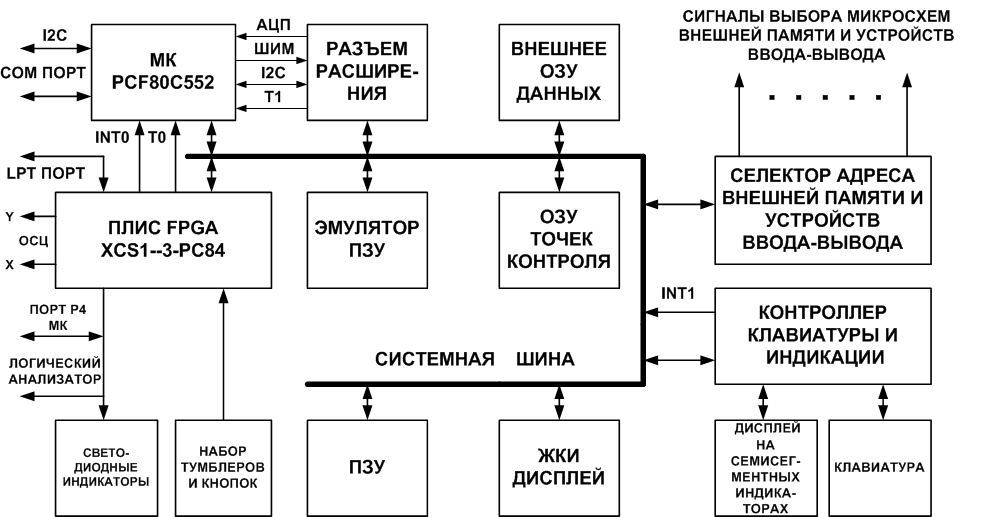 I2C
COM ПОРТ
МК
PCF80C552
АЦП
ШИМ
I2C
T1
РАЗЪЕМ
РАСШИРЕ-
НИЯ
ВНЕШНЕЕ
ОЗУ
ДАННЫХ
СИГНАЛЫ ВЫБОРА МИКРОСХЕМ
ВНЕШНЕЙ ПАМЯТИ И УСТРОЙСТВ
ВВОДА-ВЫВОДА
INT0
T0
LPT ПОРТ
Y
ОСЦ
X
ПЛИС FPGA
XCS1--3-PC84
ЭМУЛЯТОР
ПЗУ
ОЗУ
ТОЧЕК
КОНТРОЛЯ
СЕЛЕКТОР АДРЕСА
ВНЕШНЕЙ ПАМЯТИ И
УСТРОЙСТВ
ВВОДА-ВЫВОДА
INT1
КОНТРОЛЛЕР
КЛАВИАТУРЫ И
ИНДИКАЦИИ
ПОРТ P4
МК
ЛОГИЧЕСКИЙ
АНАЛИЗАТОР
СИСТЕМНАЯ ШИНА
СВЕТО-
ДИОДНЫЕ
ИНДИКАТОРЫ
НАБОР
ТУМБЛЕРОВ
И КНОПОК
ПЗУ
ЖКИ
ДИСПЛЕЙ
ДИСПЛЕЙ
НА
СЕМИСЕГ-
МЕНТНЫХ
ИНДИКА-
ТОРАХ
КЛАВИАТУРА